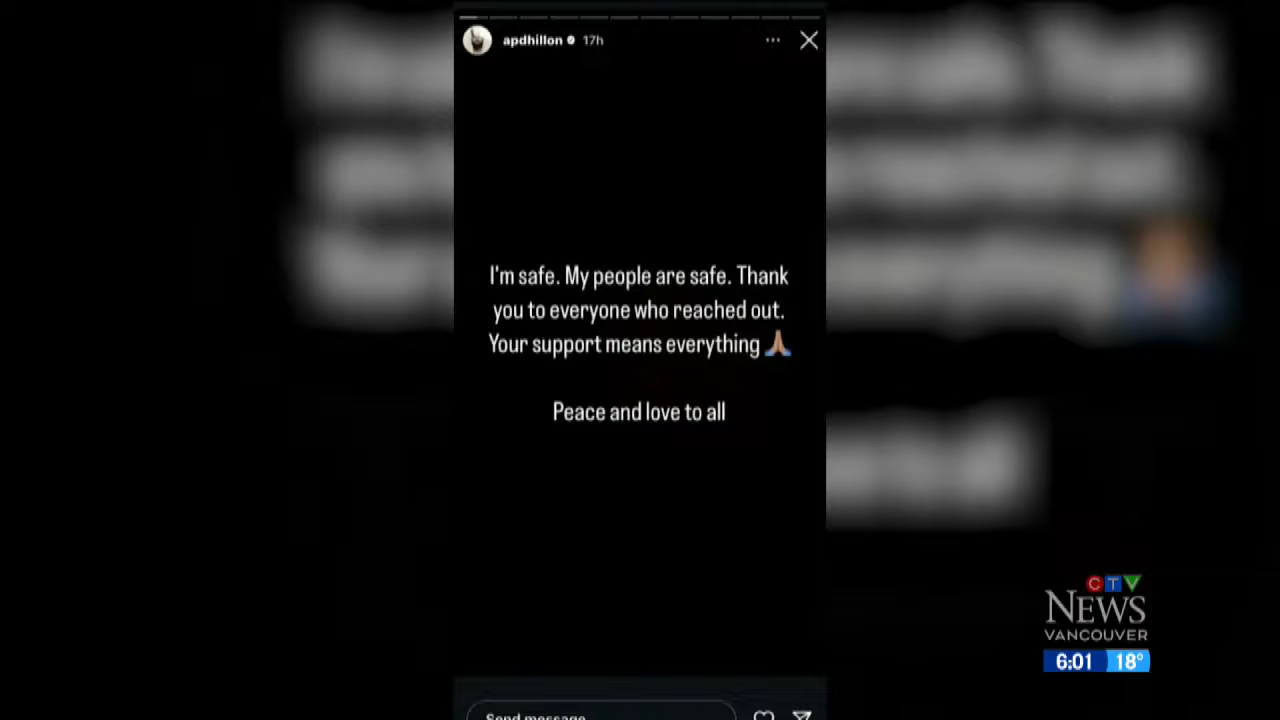 apdhillon 17h
I'm safe. My people are safe. Thank
you to everyone who reached out.
Your support means everything 🙏🏽
Peace and love to all
Send message
CTV
NEWS
VANCOUVER
6:01 18°